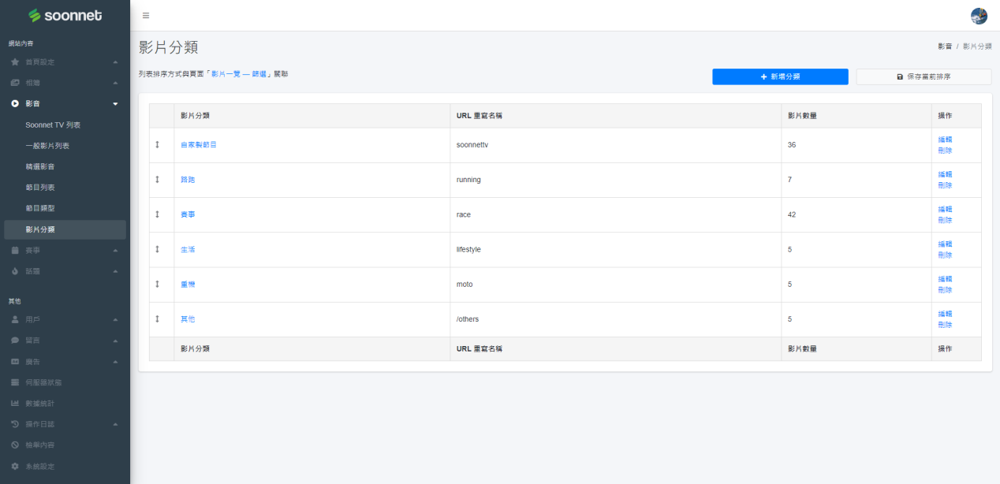 soonnet
網站內容
首頁設定
相簿
影音
Soonnet TV 列表
一般影片列表
精選影音
節目列表
節目類型
影片分類
賽事
話題
其他
用戶
留言
廣告
伺服器狀態
數據統計
操作日誌
檢舉內容
系統設定
影片分類
影音 / 影片分類
列表排序方式與頁面「影片一覽 — 篩選」關聯
+ 新增分類
保存當前排序
影片分類 URL 重寫名稱 影片數量 操作
自家製節目 soonnettv 36 編輯
刪除
路跑 running 7 編輯
刪除
賽事 race 42 編輯
刪除
生活 lifestyle 5 編輯
刪除
重機 moto 5 編輯
刪除
其他 /others 5 編輯
刪除
影片分類 URL 重寫名稱 影片數量 操作